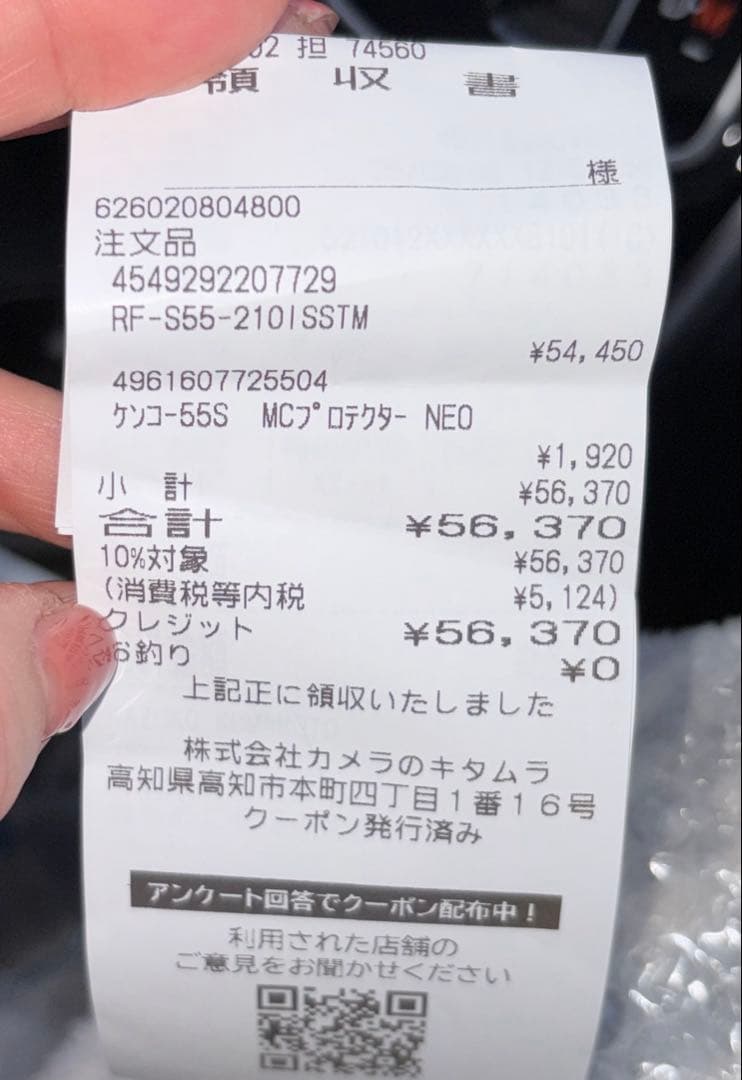 02 担 74560
領 収 書
様
626020804800
注文品
4549292207729
RF-S55-210ISSTM
¥54,450
4961607725504
ｹﾝｺｰ-55S MCﾌﾟﾛﾃｸﾀｰ NEO
¥1,920
小 計 ¥56,370
合計 ¥56,370
10%対象 ¥56,370
(消費税等内税 ¥5,124)
クレジット ¥56,370
お釣り ¥0
上記正に領収いたしました
株式会社カメラのキタムラ
高知県高知市本町四丁目1番16号
クーポン発行済み
アンケート回答でクーポン配布中！
利用された店舗の
ご意見をお聞かせください